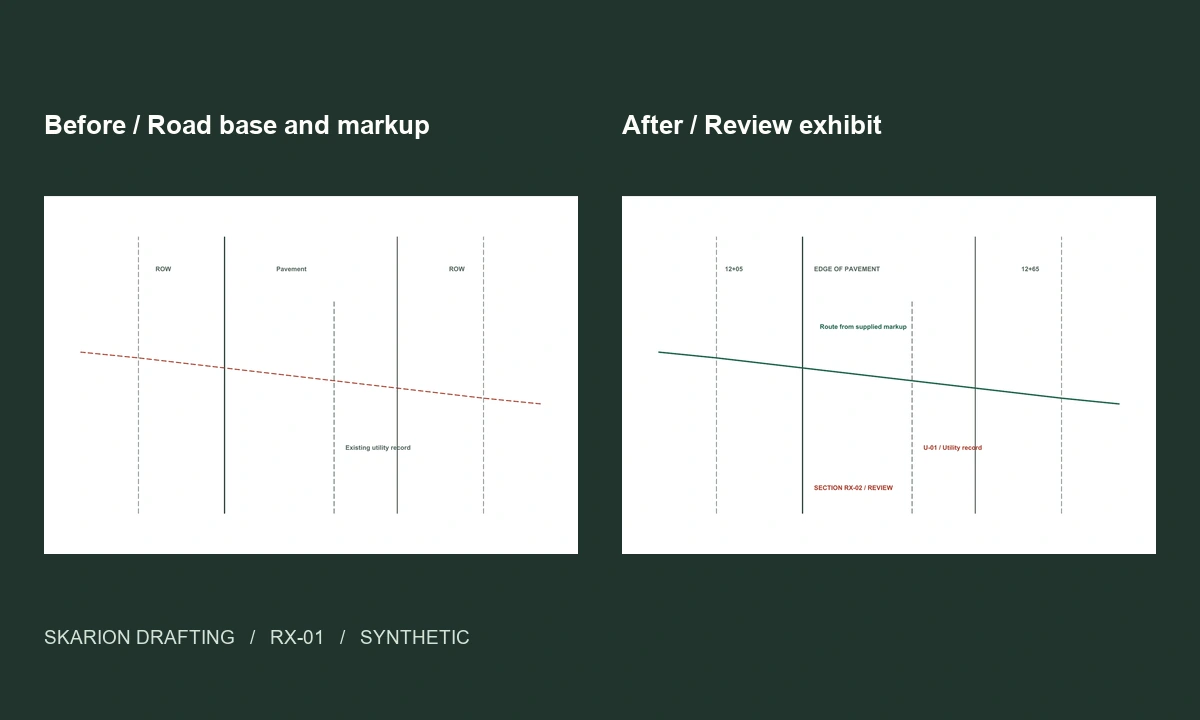 Before / Road base and markup
ROW
Pavement
ROW
Existing utility record
After / Review exhibit
12+05
EDGE OF PAVEMENT
12+65
Route from supplied markup
U-01 / Utility record
SECTION RX-02 / REVIEW
SKARION DRAFTING / RX-01 / SYNTHETIC